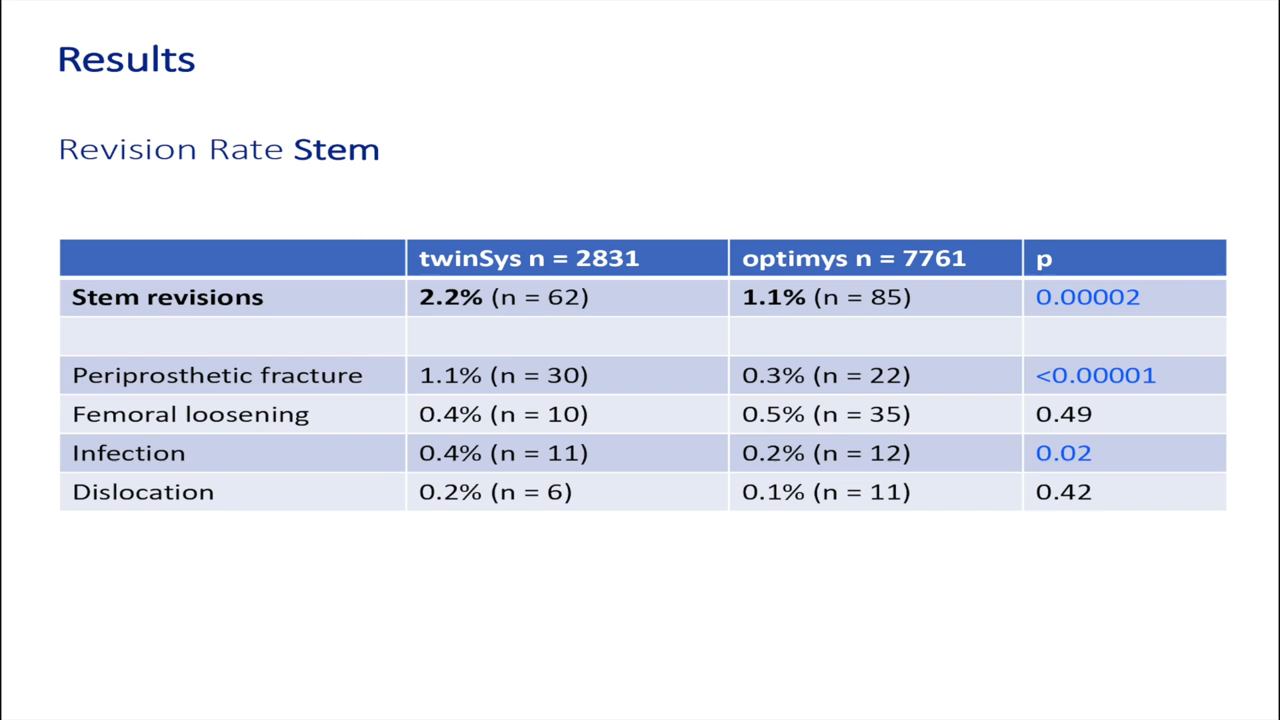 Results
Revision Rate Stem
twinSys n = 2831 optimys n = 7761 p
Stem revisions 2.2% (n = 62) 1.1% (n = 85) 0.00002
Periprosthetic fracture 1.1% (n = 30) 0.3% (n = 22) <0.00001
Femoral loosening 0.4% (n = 10) 0.5% (n = 35) 0.49
Infection 0.4% (n = 11) 0.2% (n = 12) 0.02
Dislocation 0.2% (n = 6) 0.1% (n = 11) 0.42